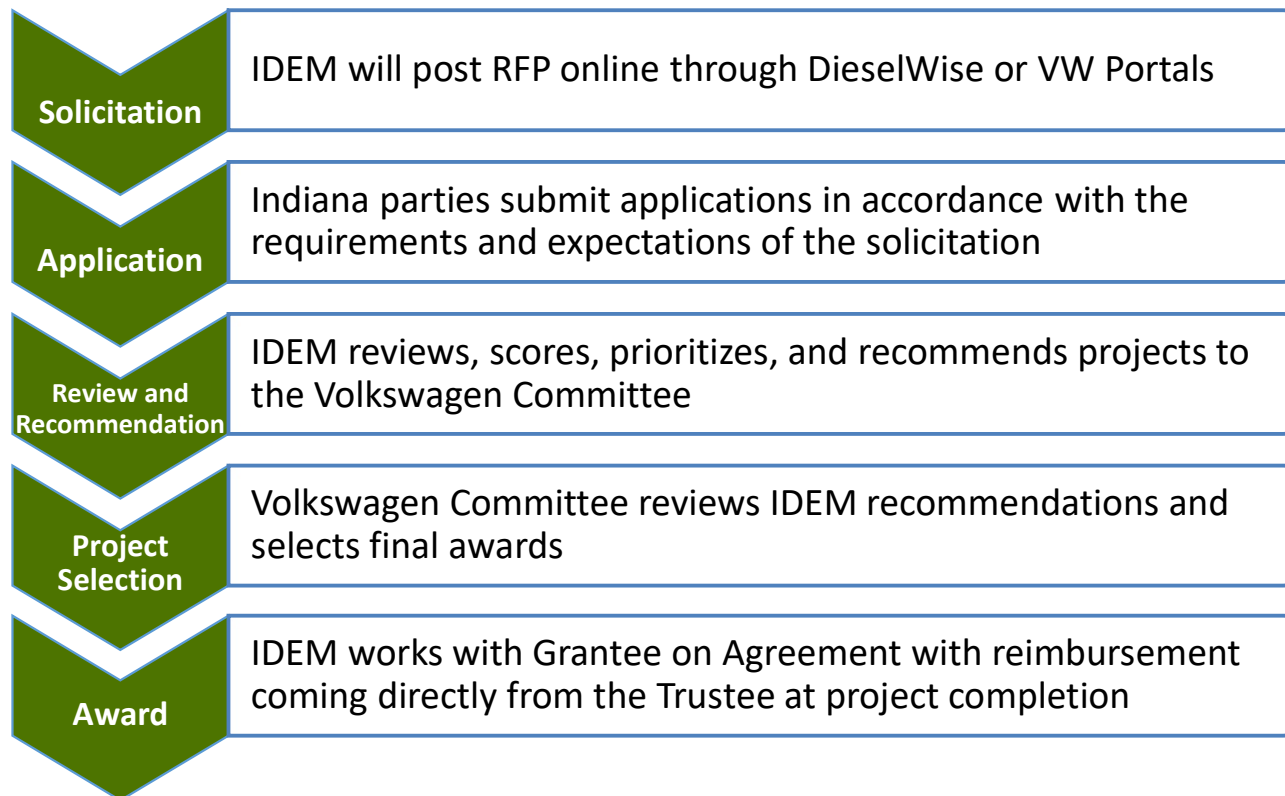 Solicitation
IDEM will post RFP online through DieselWise or VW Portals
Application
Indiana parties submit applications in accordance with the
requirements and expectations of the solicitation
Review and
Recommendation
IDEM reviews, scores, prioritizes, and recommends projects to
the Volkswagen Committee
Project
Selection
Volkswagen Committee reviews IDEM recommendations and
selects final awards
Award
IDEM works with Grantee on Agreement with reimbursement
coming directly from the Trustee at project completion